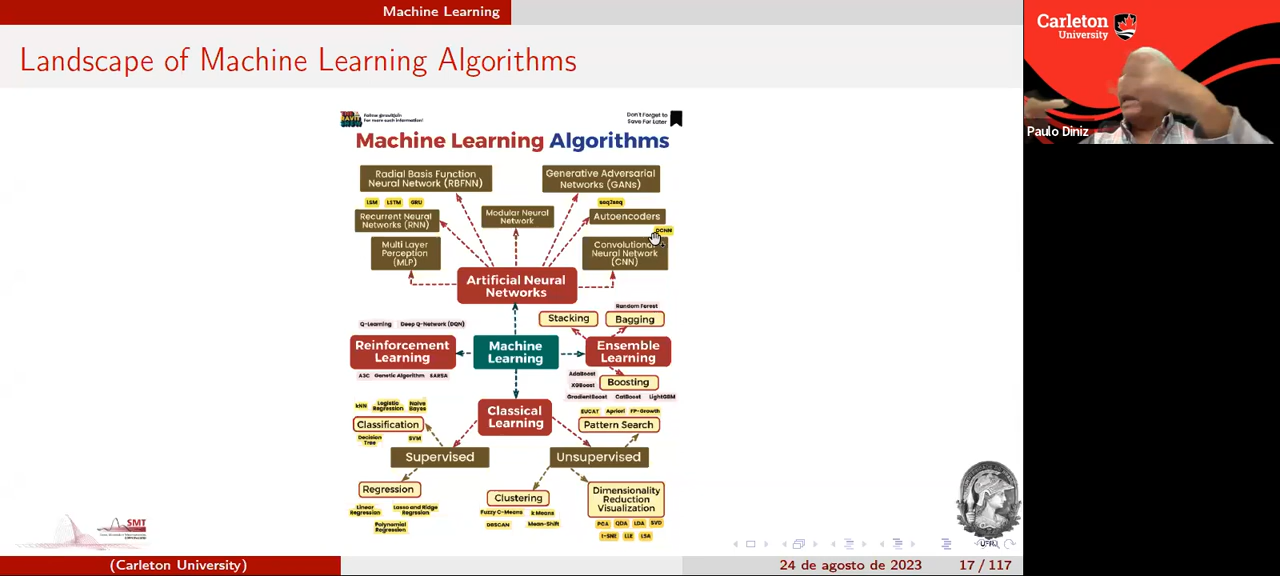 Machine Learning
Landscape of Machine Learning Algorithms
Carleton
University
Paulo Diniz
Follow @ravitjain
For more such information!
Don't Forget to
Save For Later
Machine Learning Algorithms
Radial Basis Function
Neural Network (RBFNN)
Generative Adversarial
Networks (GANs)
LSM LSTM GRU
seq2seq
Recurrent Neural
Networks (RNN)
Modular Neural
Network
Autoencoders
DCNN
Multi Layer
Perception
(MLP)
Convolutional
Neural Network
(CNN)
Artificial Neural
Networks
Random Forest
Stacking
Bagging
Q-Learning Deep Q-Network (DQN)
Reinforcement
Learning
Machine
Learning
Ensemble
Learning
A3C Genetic Algorithm SARSA
AdaBoost
XGBoost
Boosting
GradientBoost CatBoost LightGBM
Classical
Learning
kNN
Logistic
Regression
Naive
Bayes
Classification
Decision
Tree
SVM
EUCAT Apriori FP-Growth
Pattern Search
Supervised
Unsupervised
Regression
Linear
Regression
Lasso and Ridge
Regression
Polynomial
Regression
Clustering
Fuzzy C-Means k Means
DBSCAN Mean-Shift
Dimensionality
Reduction
Visualization
PCA QDA LDA SVD
t-SNE LLE LSA
SMT
UFRJ
(Carleton University)
24 de agosto de 2023
17 / 117